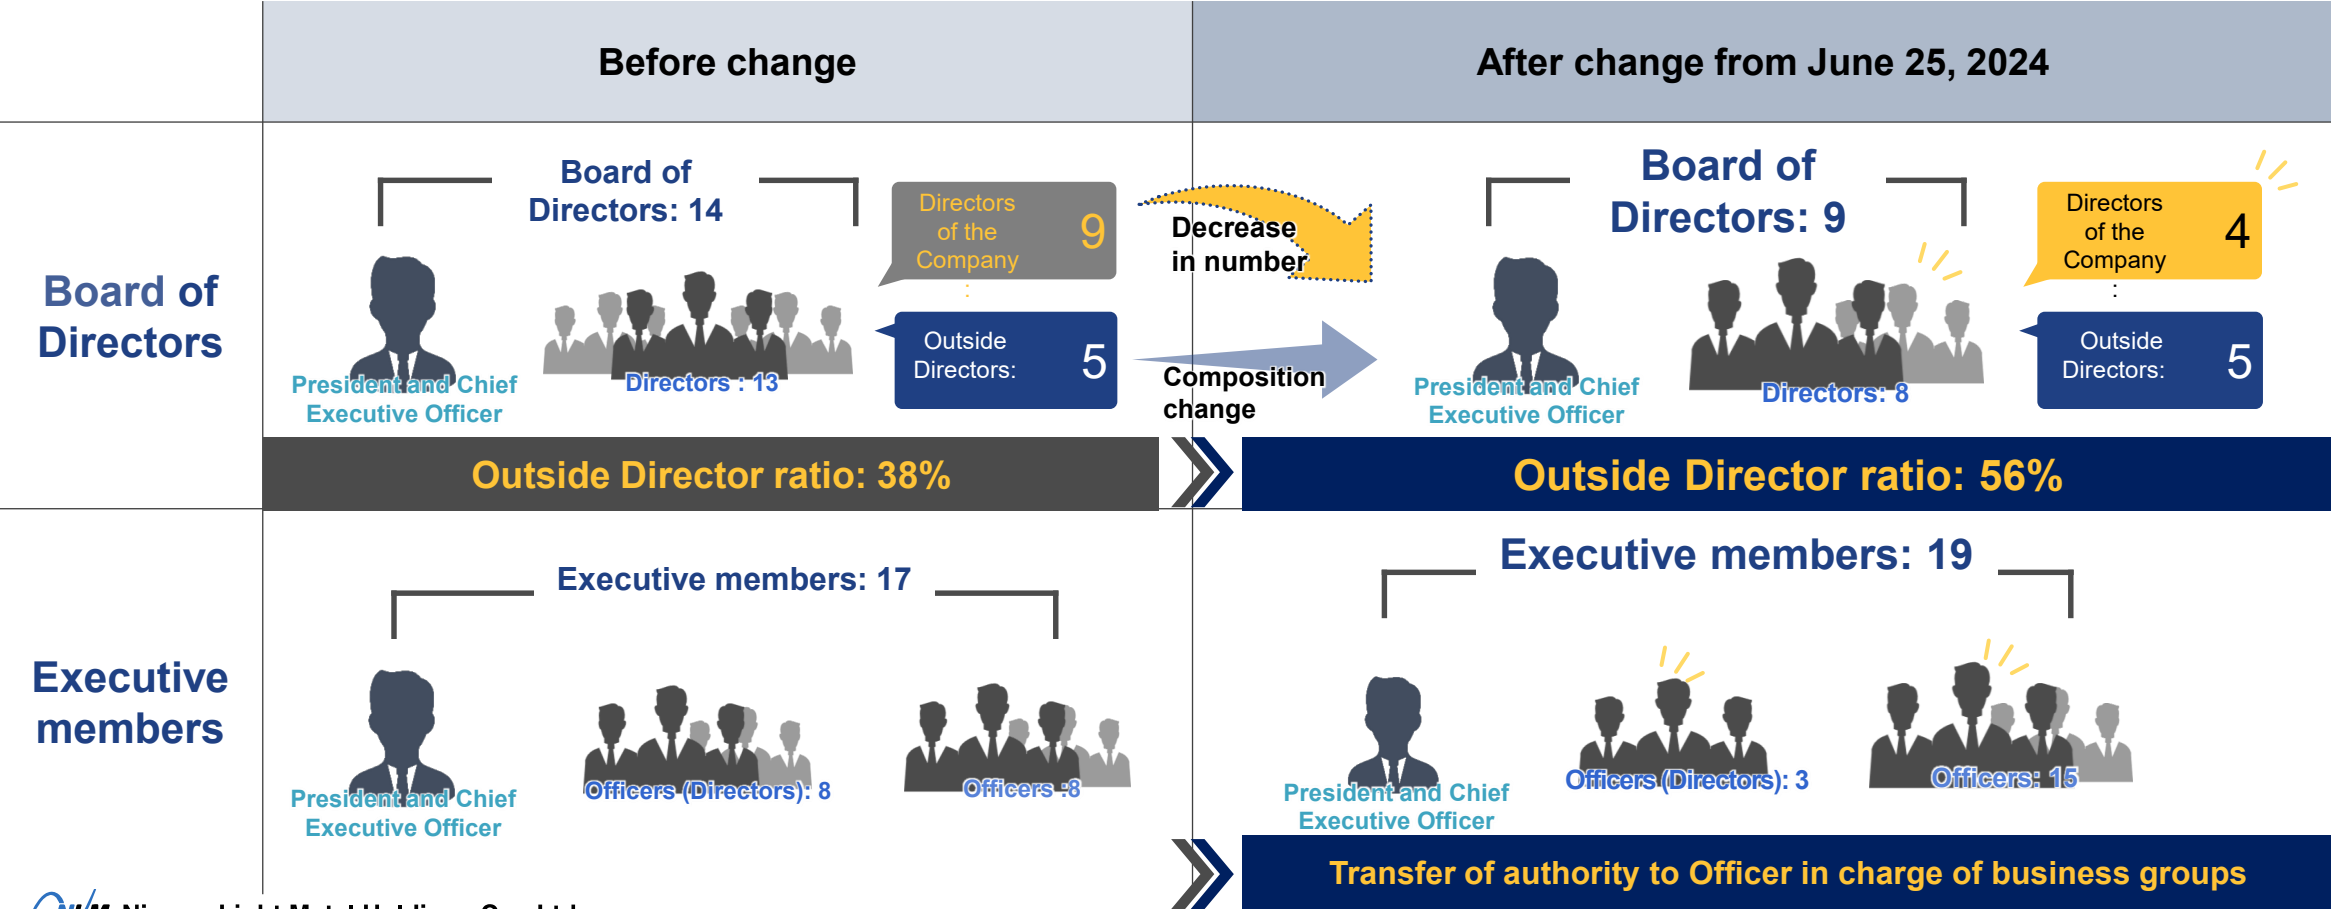 Before change
After change from June 25, 2024
Board of
Directors
Board of
Directors: 14
President and Chief
Executive Officer
Directors : 13
Directors
of the
Company
:
9
Outside
Directors:
5
Decrease
in number
Composition
change
Board of
Directors: 9
President and Chief
Executive Officer
Directors: 8
Directors
of the
Company
:
4
Outside
Directors:
5
Outside Director ratio: 38%
Outside Director ratio: 56%
Executive
members
Executive members: 17
President and Chief
Executive Officer
Officers (Directors): 8
Officers :8
Executive members: 19
President and Chief
Executive Officer
Officers (Directors): 3
Officers: 15
Transfer of authority to Officer in charge of business groups